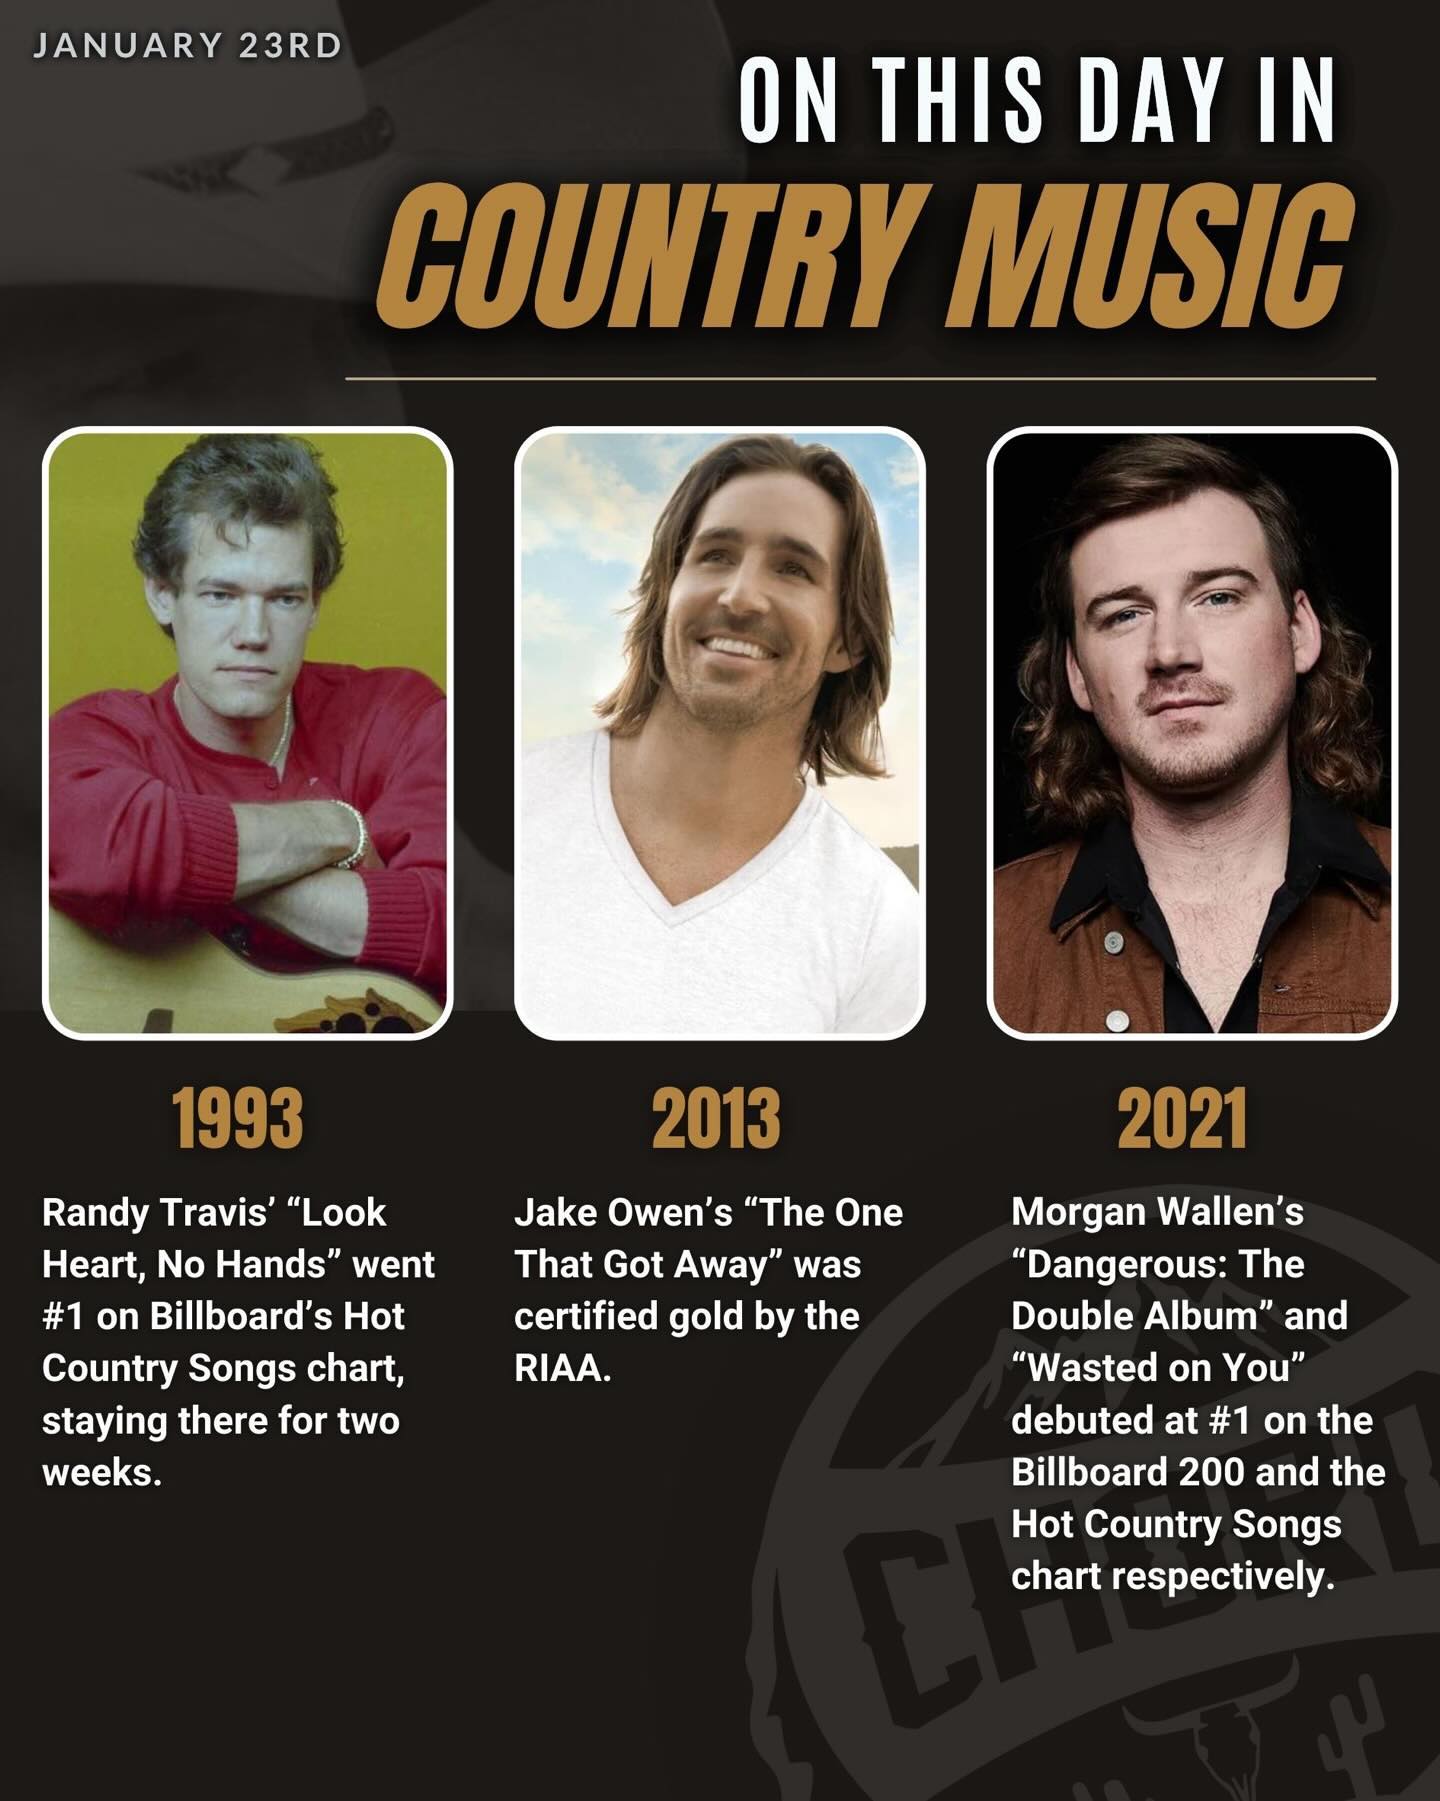 JANUARY 23RD
ON THIS DAY IN
COUNTRY MUSIC
1993
Randy Travis’ “Look
Heart, No Hands” went
#1 on Billboard’s Hot
Country Songs chart,
staying there for two
weeks.
2013
Jake Owen’s “The One
That Got Away” was
certified gold by the
RIAA.
2021
Morgan Wallen’s
“Dangerous: The
Double Album” and
“Wasted on You”
debuted at #1 on the
Billboard 200 and the
Hot Country Songs
chart respectively.